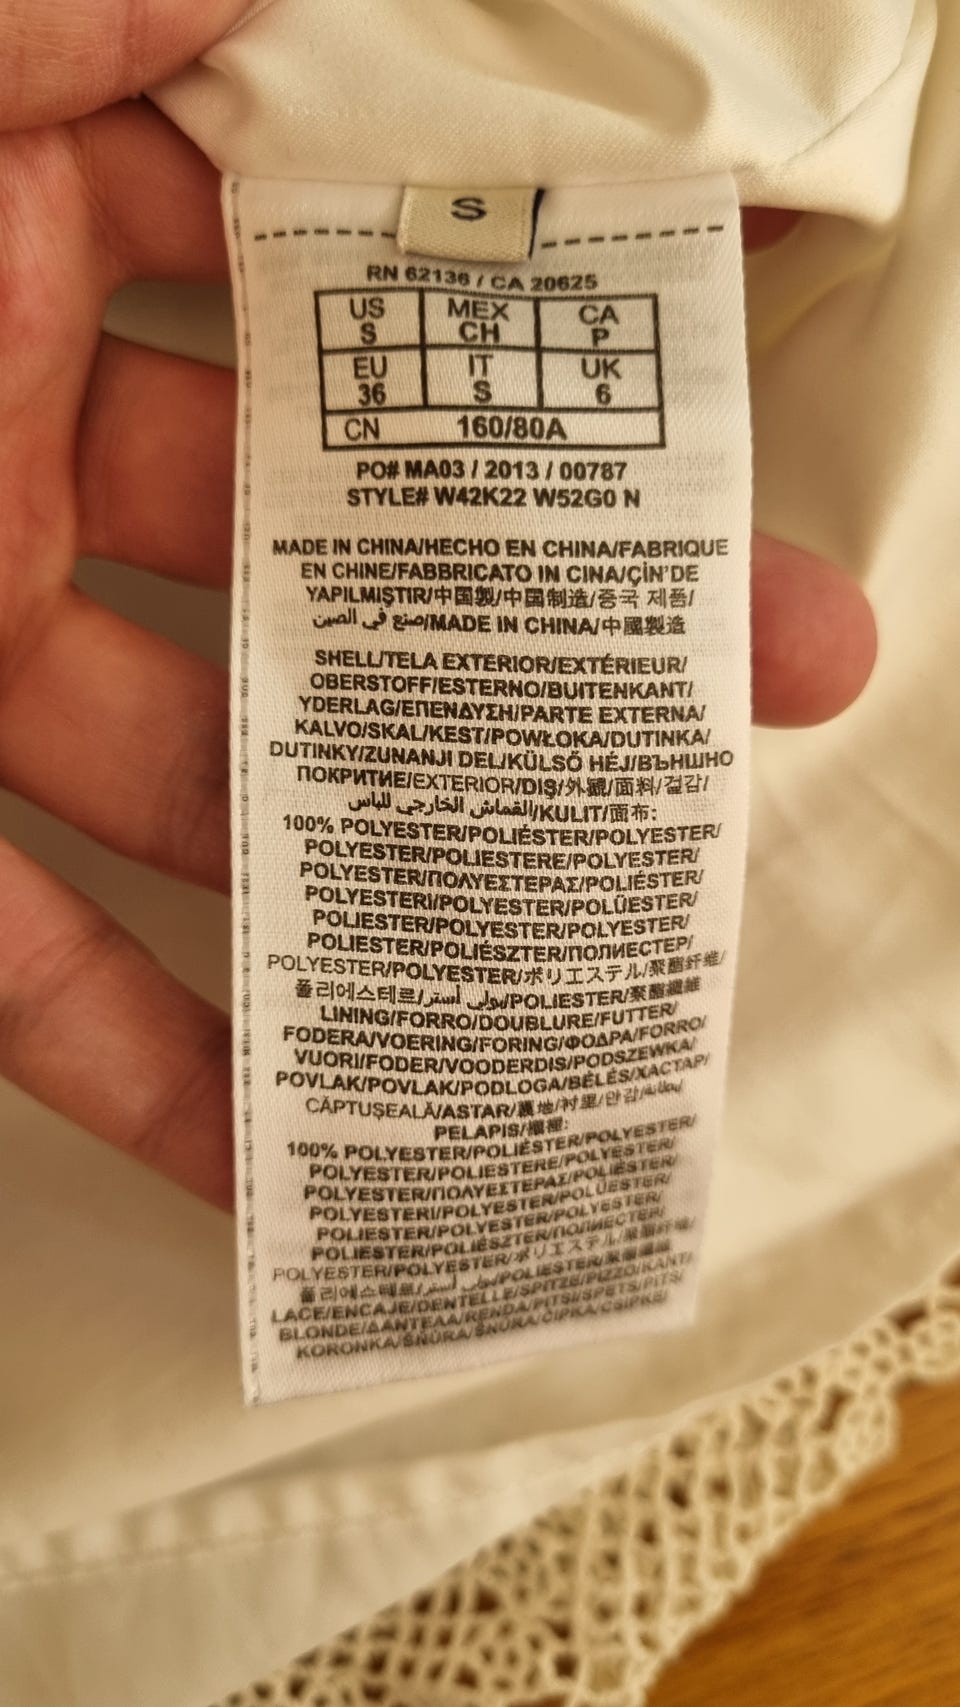 S
RN 62136 / CA 20625
US MEX CA
S CH P
EU IT UK
36 S 6
CN 160/80A
PO# MA03 / 2013 / 00787
STYLE# W42K22 W52G0 N
MADE IN CHINA/HECHO EN CHINA/FABRIQUE
EN CHINE/FABBRICATO IN CINA/ÇİN'DE
YAPILMIŞTIR/中国製/中国制造/중국 제품/
صنع في الصين/MADE IN CHINA/中國製造
SHELL/TELA EXTERIOR/EXTÉRIEUR/
OBERSTOFF/ESTERNO/BUITENKANT/
YDERLAG/ΕΠΕΝΔΥΣΗ/PARTE EXTERNA/
KALVO/SKAL/KEST/POWŁOKA/DUTINKA/
DUTINKY/ZUNANJI DEL/KÜLSŐ HÉJ/ВЪНШНО
ПОКРИТИЕ/EXTERIOR/DIŞ/外観/面料/겉감/
القماش الخارجي للباس/KULIT/面布:
100% POLYESTER/POLIÉSTER/POLYESTER/
POLYESTER/POLIESTERE/POLYESTER/
POLYESTER/ΠΟΛΥΕΣΤΕΡΑΣ/POLIÉSTER/
POLYESTERI/POLYESTER/POLÜESTER/
POLIESTER/POLYESTER/POLYESTER/
POLIESTER/POLIÉSZTER/ПОЛИЕСТЕР/
POLYESTER/POLYESTER/ポリエステル/聚酯纤维/
폴리에스테르/بولي أستر/POLIESTER/聚酯纖維
LINING/FORRO/DOUBLURE/FUTTER/
FODERA/VOERING/FORING/ΦΟΔΡΑ/FORRO/
VUORI/FODER/VOODERDIS/PODSZEWKA/
POVLAK/POVLAK/PODLOGA/BÉLÉS/ХАСТАР/
CĂPTUŞEALĂ/ASTAR/裏地/衬里/안감/بطانة/
PELAPIS/襯裡:
100% POLYESTER/POLIÉSTER/POLYESTER/
POLYESTER/POLIESTERE/POLYESTER/
POLYESTER/ΠΟΛΥΕΣΤΕΡΑΣ/POLIÉSTER/
POLYESTERI/POLYESTER/POLÜESTER/
POLIESTER/POLYESTER/POLYESTER/
POLIESTER/POLIÉSZTER/ПОЛИЕСТЕР/
POLYESTER/POLYESTER/ポリエステル/聚酯纤维/
폴리에스테르/بولي أستر/POLIESTER/聚酯纖維
LACE/ENCAJE/DENTELLE/SPITZE/PIZZO/KANT/
BLONDE/ΔΑΝΤΕΛΑ/RENDA/PITSI/SPETS/PITS/
KORONKA/ŠNŮRA/ŠNÚRA/ČIPKA/CSIPKE/